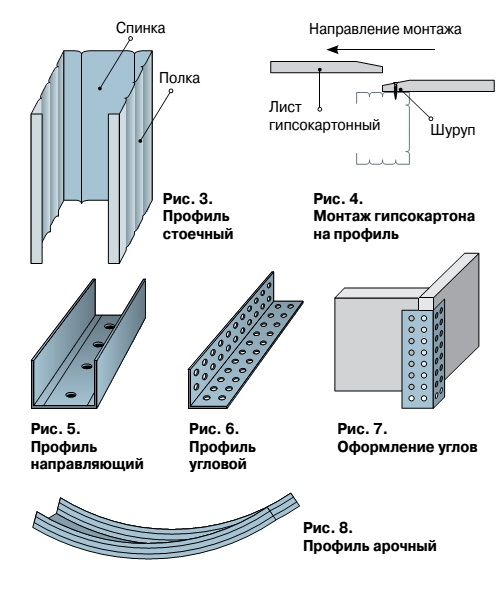 Спинка
Полка
Рис. 3.
Профиль
стоечный
Направление монтажа
Лист
гипсокартонный
Шуруп
Рис. 4.
Монтаж гипсокартона
на профиль
Рис. 5.
Профиль
направляющий
Рис. 6.
Профиль
угловой
Рис. 7.
Оформление углов
Рис. 8.
Профиль арочный